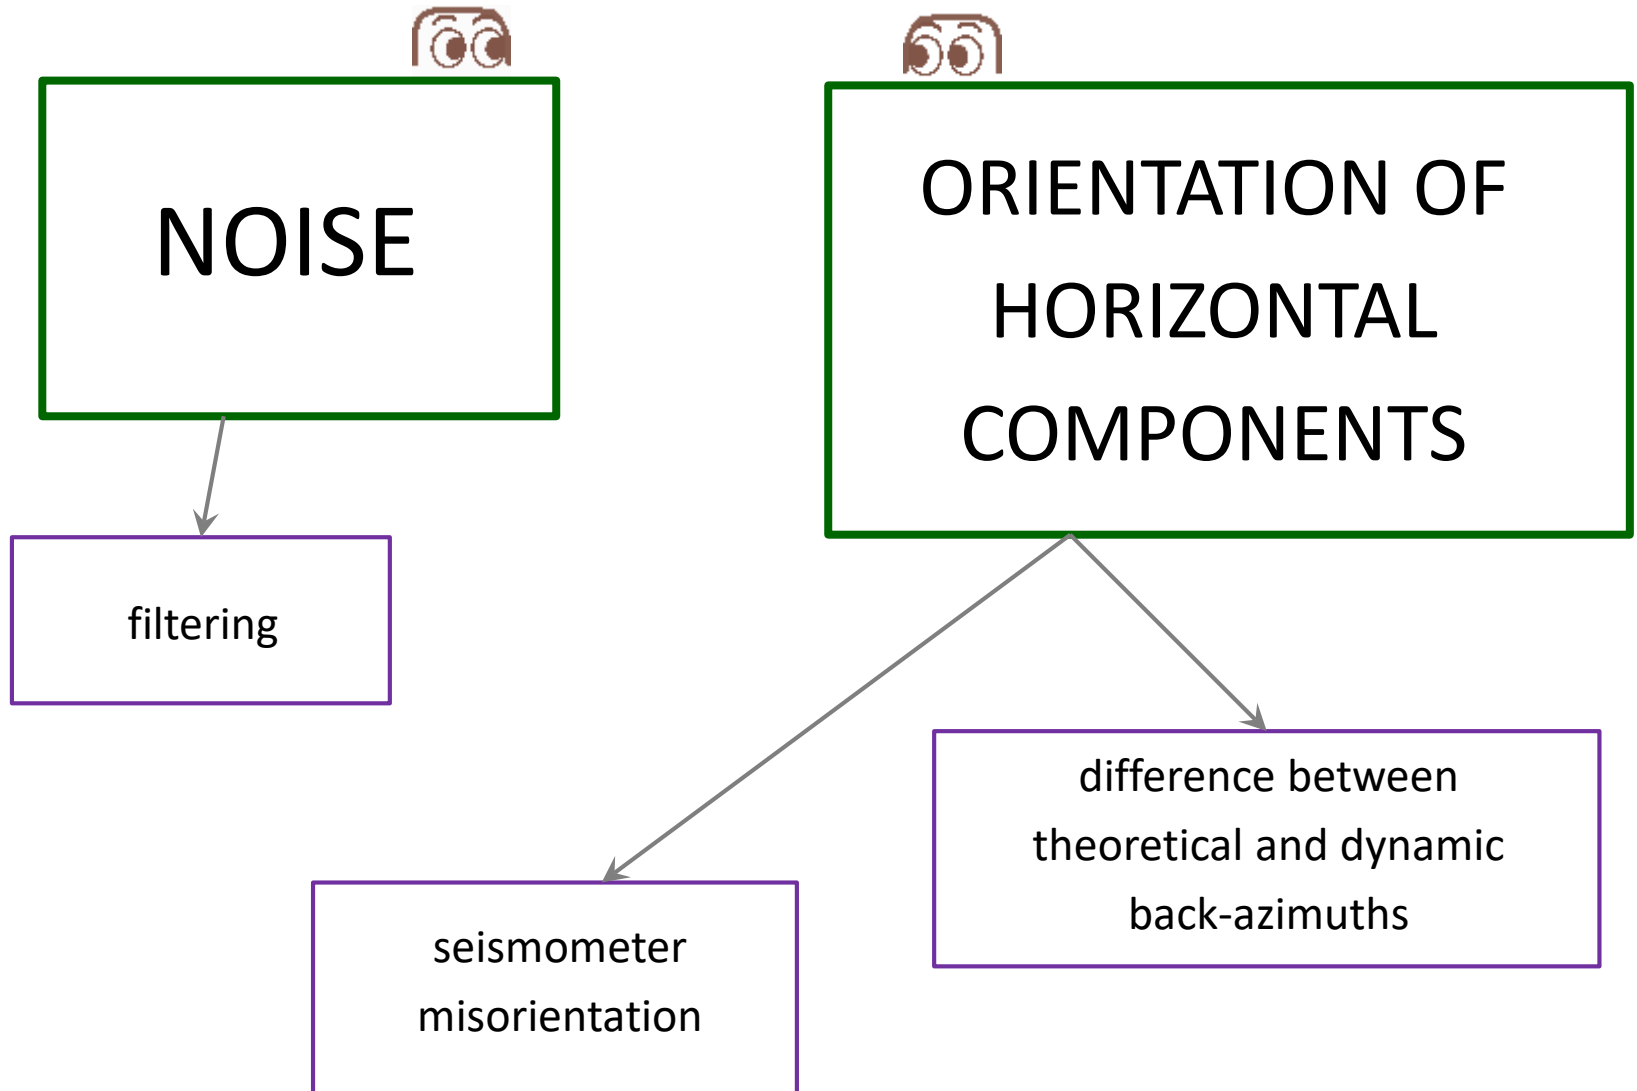 NOISE
ORIENTATION OF
HORIZONTAL
COMPONENTS
filtering
difference between
theoretical and dynamic
back-azimuths
seismometer
misorientation